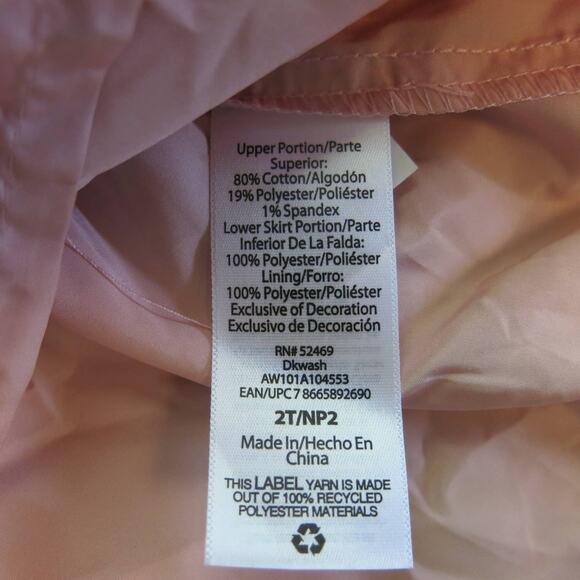 Upper Portion/Parte
Superior:
80% Cotton/Algodón
19% Polyester/Poliéster
1% Spandex
Lower Skirt Portion/Parte
Inferior De La Falda:
100% Polyester/Poliéster
Lining/Forro:
100% Polyester/Poliéster
Exclusive of Decoration
Exclusivo de Decoración
RN# 52469
Dkwash
AW101A104553
EAN/UPC 7 8665892690
2T/NP2
Made In/Hecho En
China
THIS LABEL YARN IS MADE
OUT OF 100% RECYCLED
POLYESTER MATERIALS